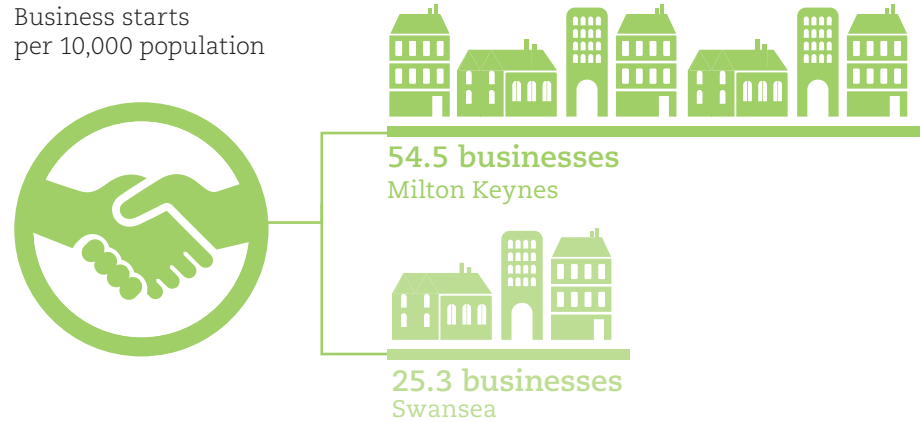 Business starts
per 10,000 population
54.5 businesses
Milton Keynes
25.3 businesses
Swansea